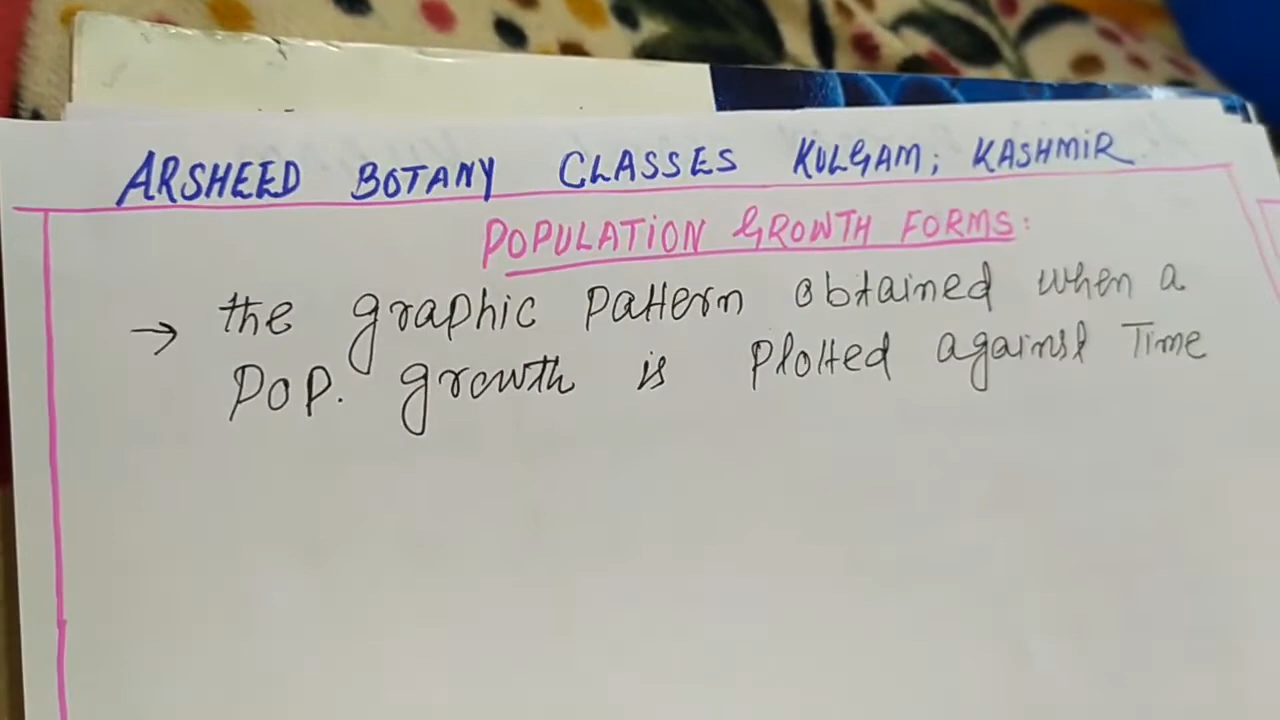 ARSHEED BOTANY CLASSES KULGAM; KASHMIR
POPULATION GROWTH FORMS:
→ the graphic pattern obtained when a
POP. growth is plotted against Time